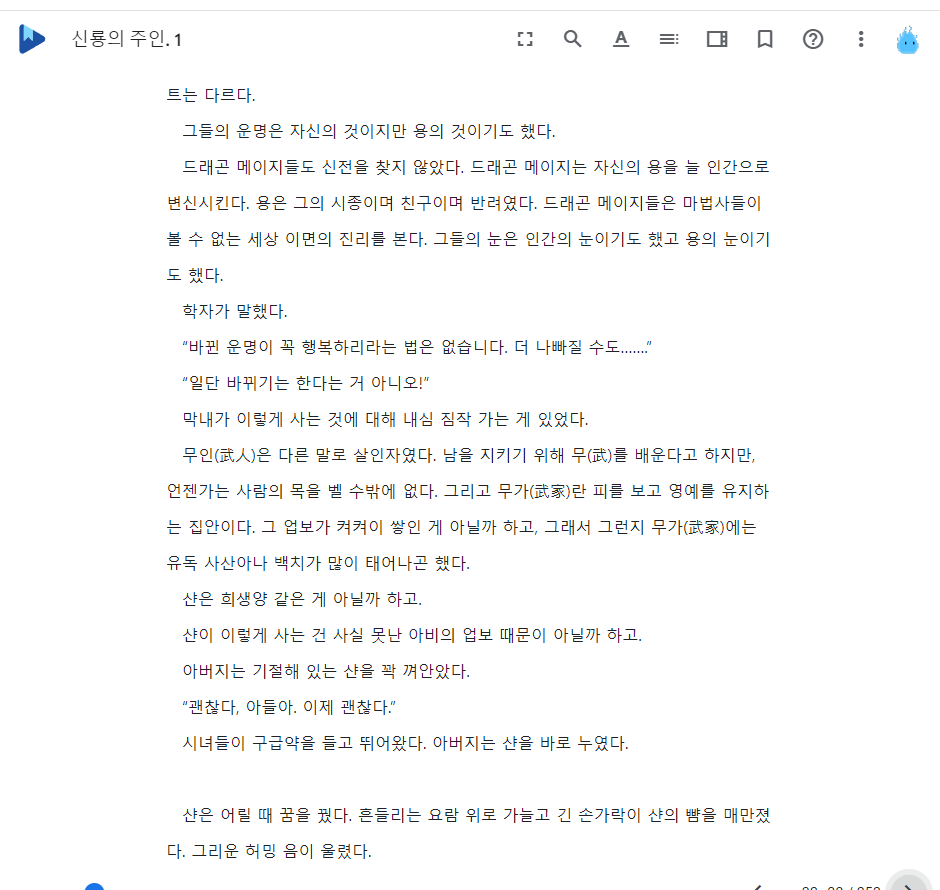 신룡의 주인. 1
트는 다르다.
그들의 운명은 자신의 것이지만 용의 것이기도 했다.
드래곤 메이지들도 신전을 찾지 않았다. 드래곤 메이지는 자신의 용을 늘 인간으로
변신시킨다. 용은 그의 시종이며 친구이며 반려였다. 드래곤 메이지들은 마법사들이
볼 수 없는 세상 이면의 진리를 본다. 그들의 눈은 인간의 눈이기도 했고 용의 눈이기
도 했다.
학자가 말했다.
“바뀐 운명이 꼭 행복하리라는 법은 없습니다. 더 나빠질 수도…….”
“일단 바뀌기는 한다는 거 아니오!”
막내가 이렇게 사는 것에 대해 내심 짐작 가는 게 있었다.
무인(武人)은 다른 말로 살인자였다. 남을 지키기 위해 무(武)를 배운다고 하지만,
언젠가는 사람의 목을 벨 수밖에 없다. 그리고 무가(武家)란 피를 보고 영예를 유지하
는 집안이다. 그 업보가 켜켜이 쌓인 게 아닐까 하고, 그래서 그런지 무가(武家)에는
유독 사산아나 백치가 많이 태어나곤 했다.
샨은 희생양 같은 게 아닐까 하고.
샨이 이렇게 사는 건 사실 못난 아비의 업보 때문이 아닐까 하고.
아버지는 기절해 있는 샨을 꽉 껴안았다.
“괜찮다, 아들아. 이제 괜찮다.”
시녀들이 구급약을 들고 뛰어왔다. 아버지는 샨을 바로 누였다.
샨은 어릴 때 꿈을 꿨다. 흔들리는 요람 위로 가늘고 긴 손가락이 샨의 뺨을 매만졌
다. 그리운 허밍 음이 울렸다.